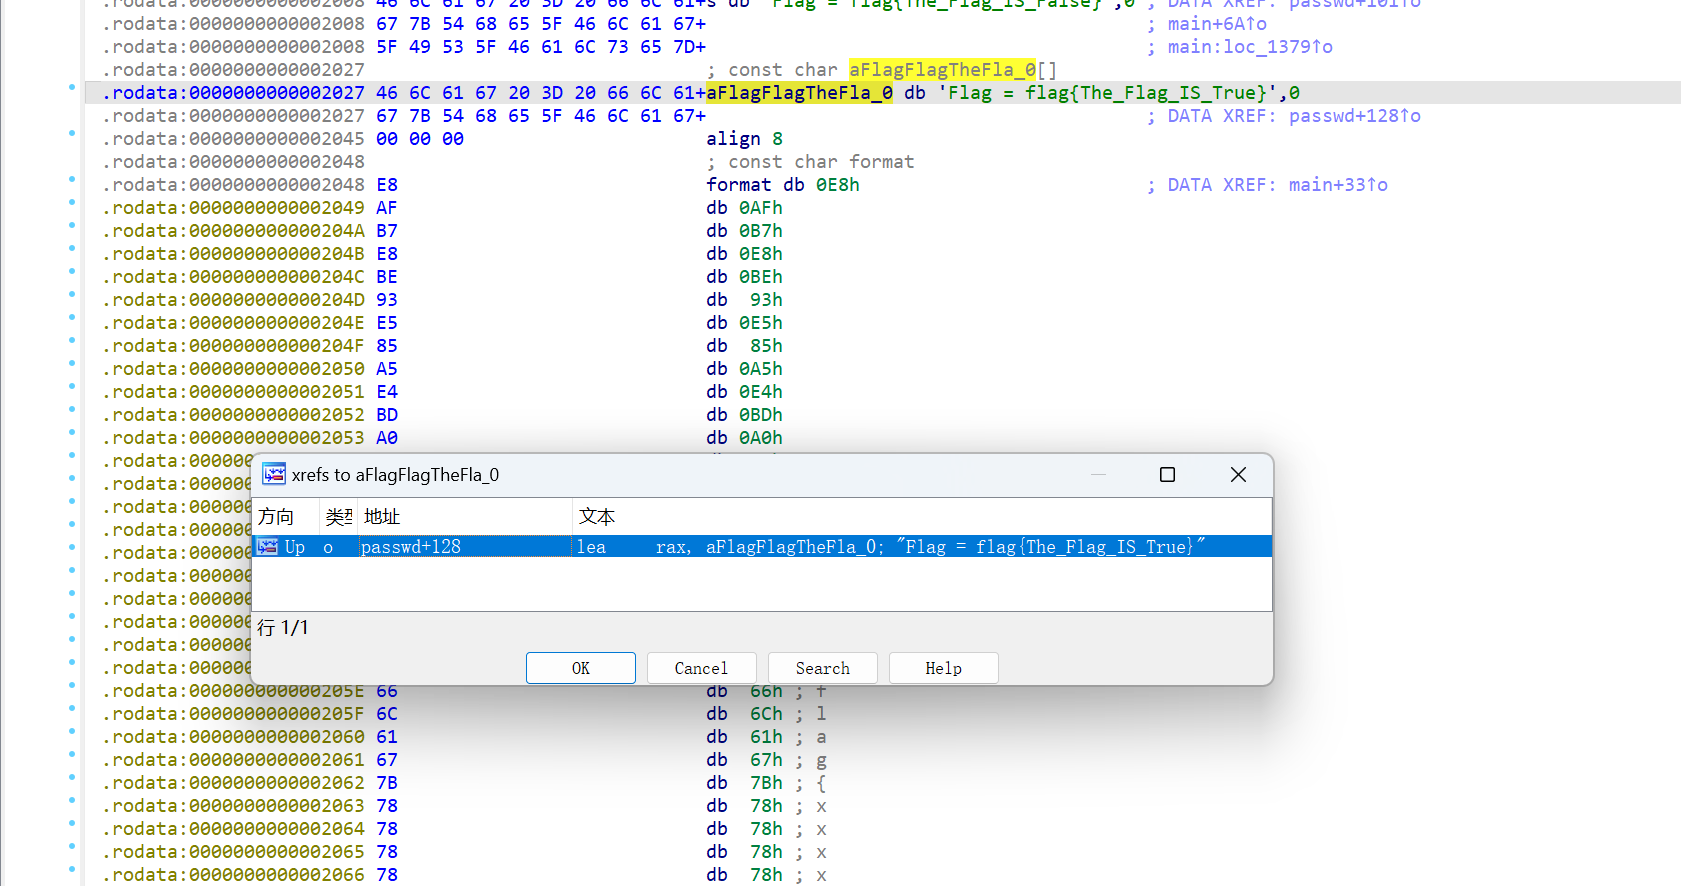 .rodata:0000000000002008 46 6C 61 67 20 3D 20 66 6C 61+s db 'Flag = flag{The_Flag_IS_False}',0 ; DATA XREF: passwd+101↑o
.rodata:0000000000002008 67 7B 54 68 65 5F 46 6C 61 67+ ; main+6A↑o
.rodata:0000000000002008 5F 49 53 5F 46 61 6C 73 65 7D+ ; main:loc_1379↑o
.rodata:0000000000002027 ; const char aFlagFlagTheFla_0[]
.rodata:0000000000002027 46 6C 61 67 20 3D 20 66 6C 61+aFlagFlagTheFla_0 db 'Flag = flag{The_Flag_IS_True}',0
.rodata:0000000000002027 67 7B 54 68 65 5F 46 6C 61 67+ ; DATA XREF: passwd+128↑o
.rodata:0000000000002045 00 00 00 align 8
.rodata:0000000000002048 ; const char format
.rodata:0000000000002048 E8 format db 0E8h ; DATA XREF: main+33↑o
.rodata:0000000000002049 AF db 0AFh
.rodata:000000000000204A B7 db 0B7h
.rodata:000000000000204B E8 db 0E8h
.rodata:000000000000204C BE db 0BEh
.rodata:000000000000204D 93 db 93h
.rodata:000000000000204E E5 db 0E5h
.rodata:000000000000204F 85 db 85h
.rodata:0000000000002050 A5 db 0A5h
.rodata:0000000000002051 E4 db 0E4h
.rodata:0000000000002052 BD db 0BDh
.rodata:0000000000002053 A0 db 0A0h
.rodata:000000
xrefs to aFlagFlagTheFla_0
.rodata:000000
方向 类型 地址 文本
.rodata:000000
.rodata:000000
Up o passwd+128 lea rax, aFlagFlagTheFla_0; "Flag = flag{The_Flag_IS_True}"
.rodata:000000
.rodata:000000
.rodata:000000
行 1/1
.rodata:000000
.rodata:000000
OK Cancel Search Help
.rodata:000000
.rodata:000000000000205E 66 db 66h ; f
.rodata:000000000000205F 6C db 6Ch ; l
.rodata:0000000000002060 61 db 61h ; a
.rodata:0000000000002061 67 db 67h ; g
.rodata:0000000000002062 7B db 7Bh ; {
.rodata:0000000000002063 78 db 78h ; x
.rodata:0000000000002064 78 db 78h ; x
.rodata:0000000000002065 78 db 78h ; x
.rodata:0000000000002066 78 db 78h ; x